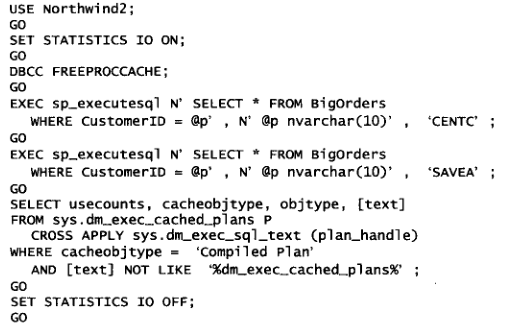 USE Northwind2;
GO
SET STATISTICS IO ON;
GO
DBCC FREEPROCCACHE;
GO
EXEC sp_executesql N’ SELECT * FROM BigOrders
WHERE CustomerID = @p’ , N’ @p nvarchar(10)’ , ‘CENTC’ ;
GO
EXEC sp_executesql N’ SELECT * FROM BigOrders
WHERE CustomerID = @p’ , N’ @p nvarchar(10)’ , ‘SAVEA’ ;
GO
SELECT usecounts, cacheobjtype, objtype, [text]
FROM sys.dm_exec_cached_plans P
CROSS APPLY sys.dm_exec_sql_text (plan_handle)
WHERE cacheobjtype = ‘Compiled Plan’
AND [text] NOT LIKE ‘%dm_exec_cached_plans%’ ;
GO
SET STATISTICS IO OFF;
GO